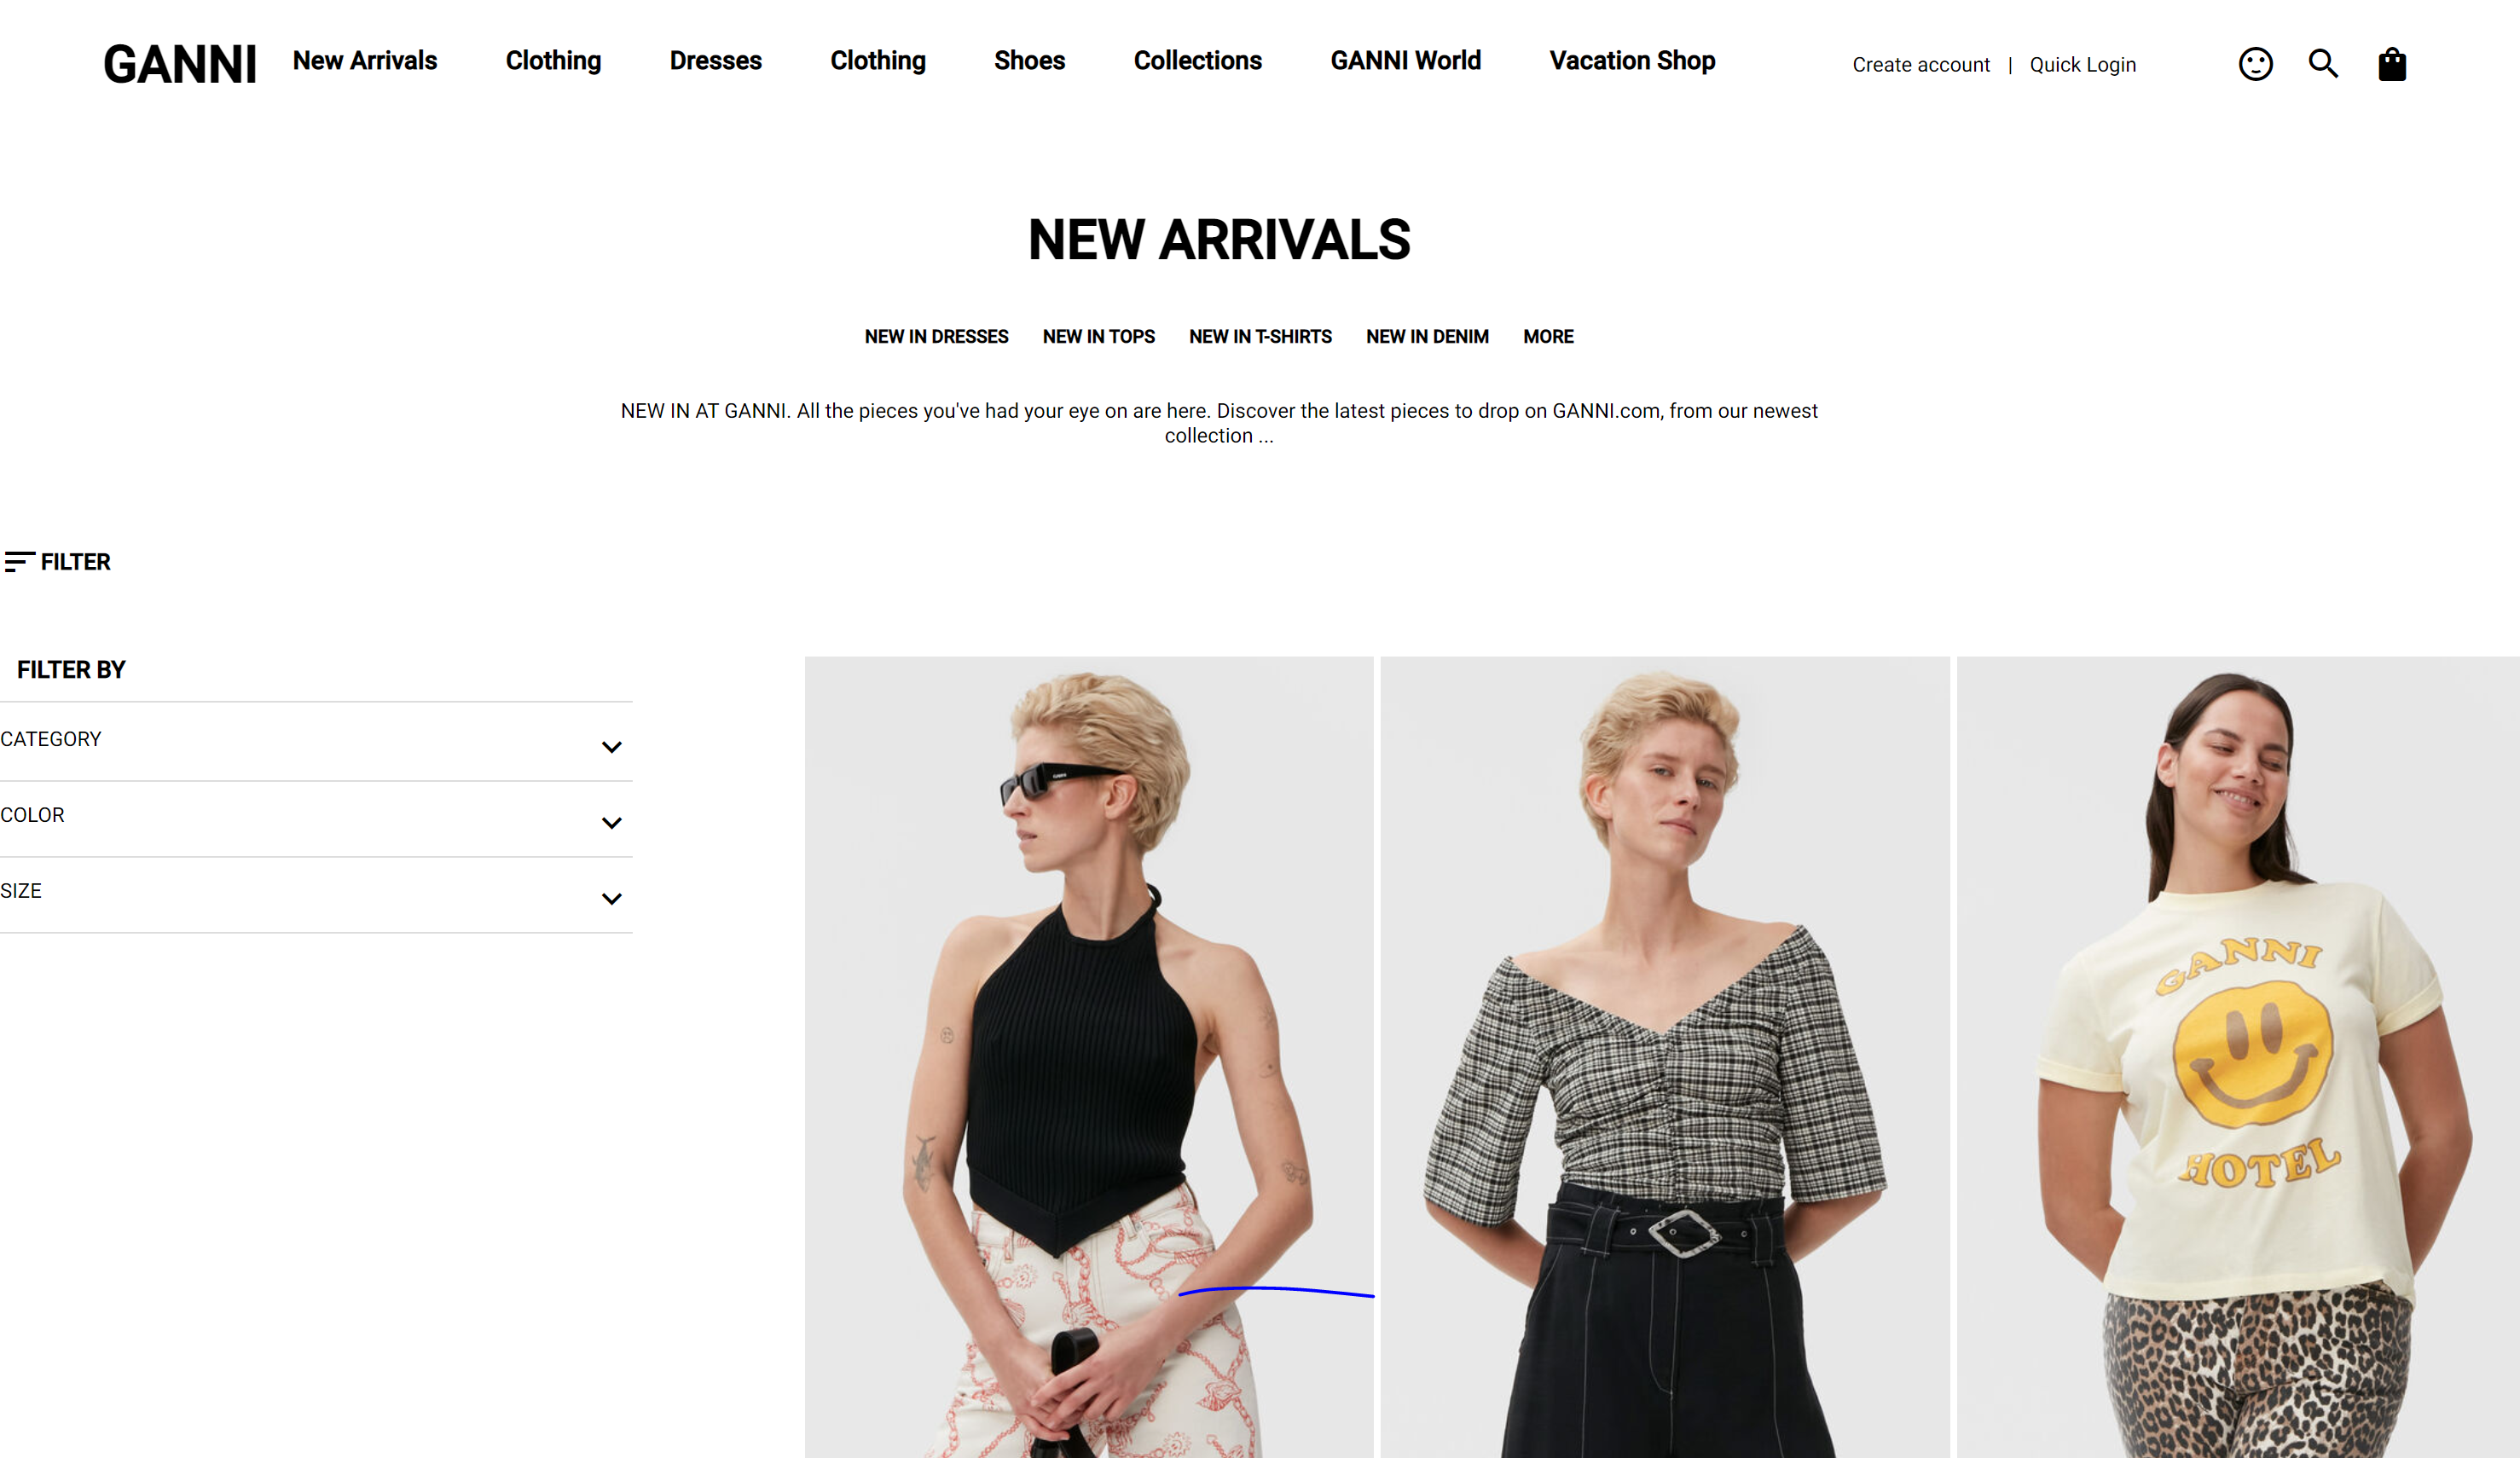 GANNI New Arrivals Clothing Dresses Clothing Shoes Collections GANNI World Vacation Shop Create account | Quick Login
NEW ARRIVALS
NEW IN DRESSES NEW IN TOPS NEW IN T-SHIRTS NEW IN DENIM MORE
NEW IN AT GANNI. All the pieces you've had your eye on are here. Discover the latest pieces to drop on GANNI.com, from our newest
collection ...
FILTER
FILTER BY
CATEGORY
COLOR
SIZE
GANNI
HOTEL